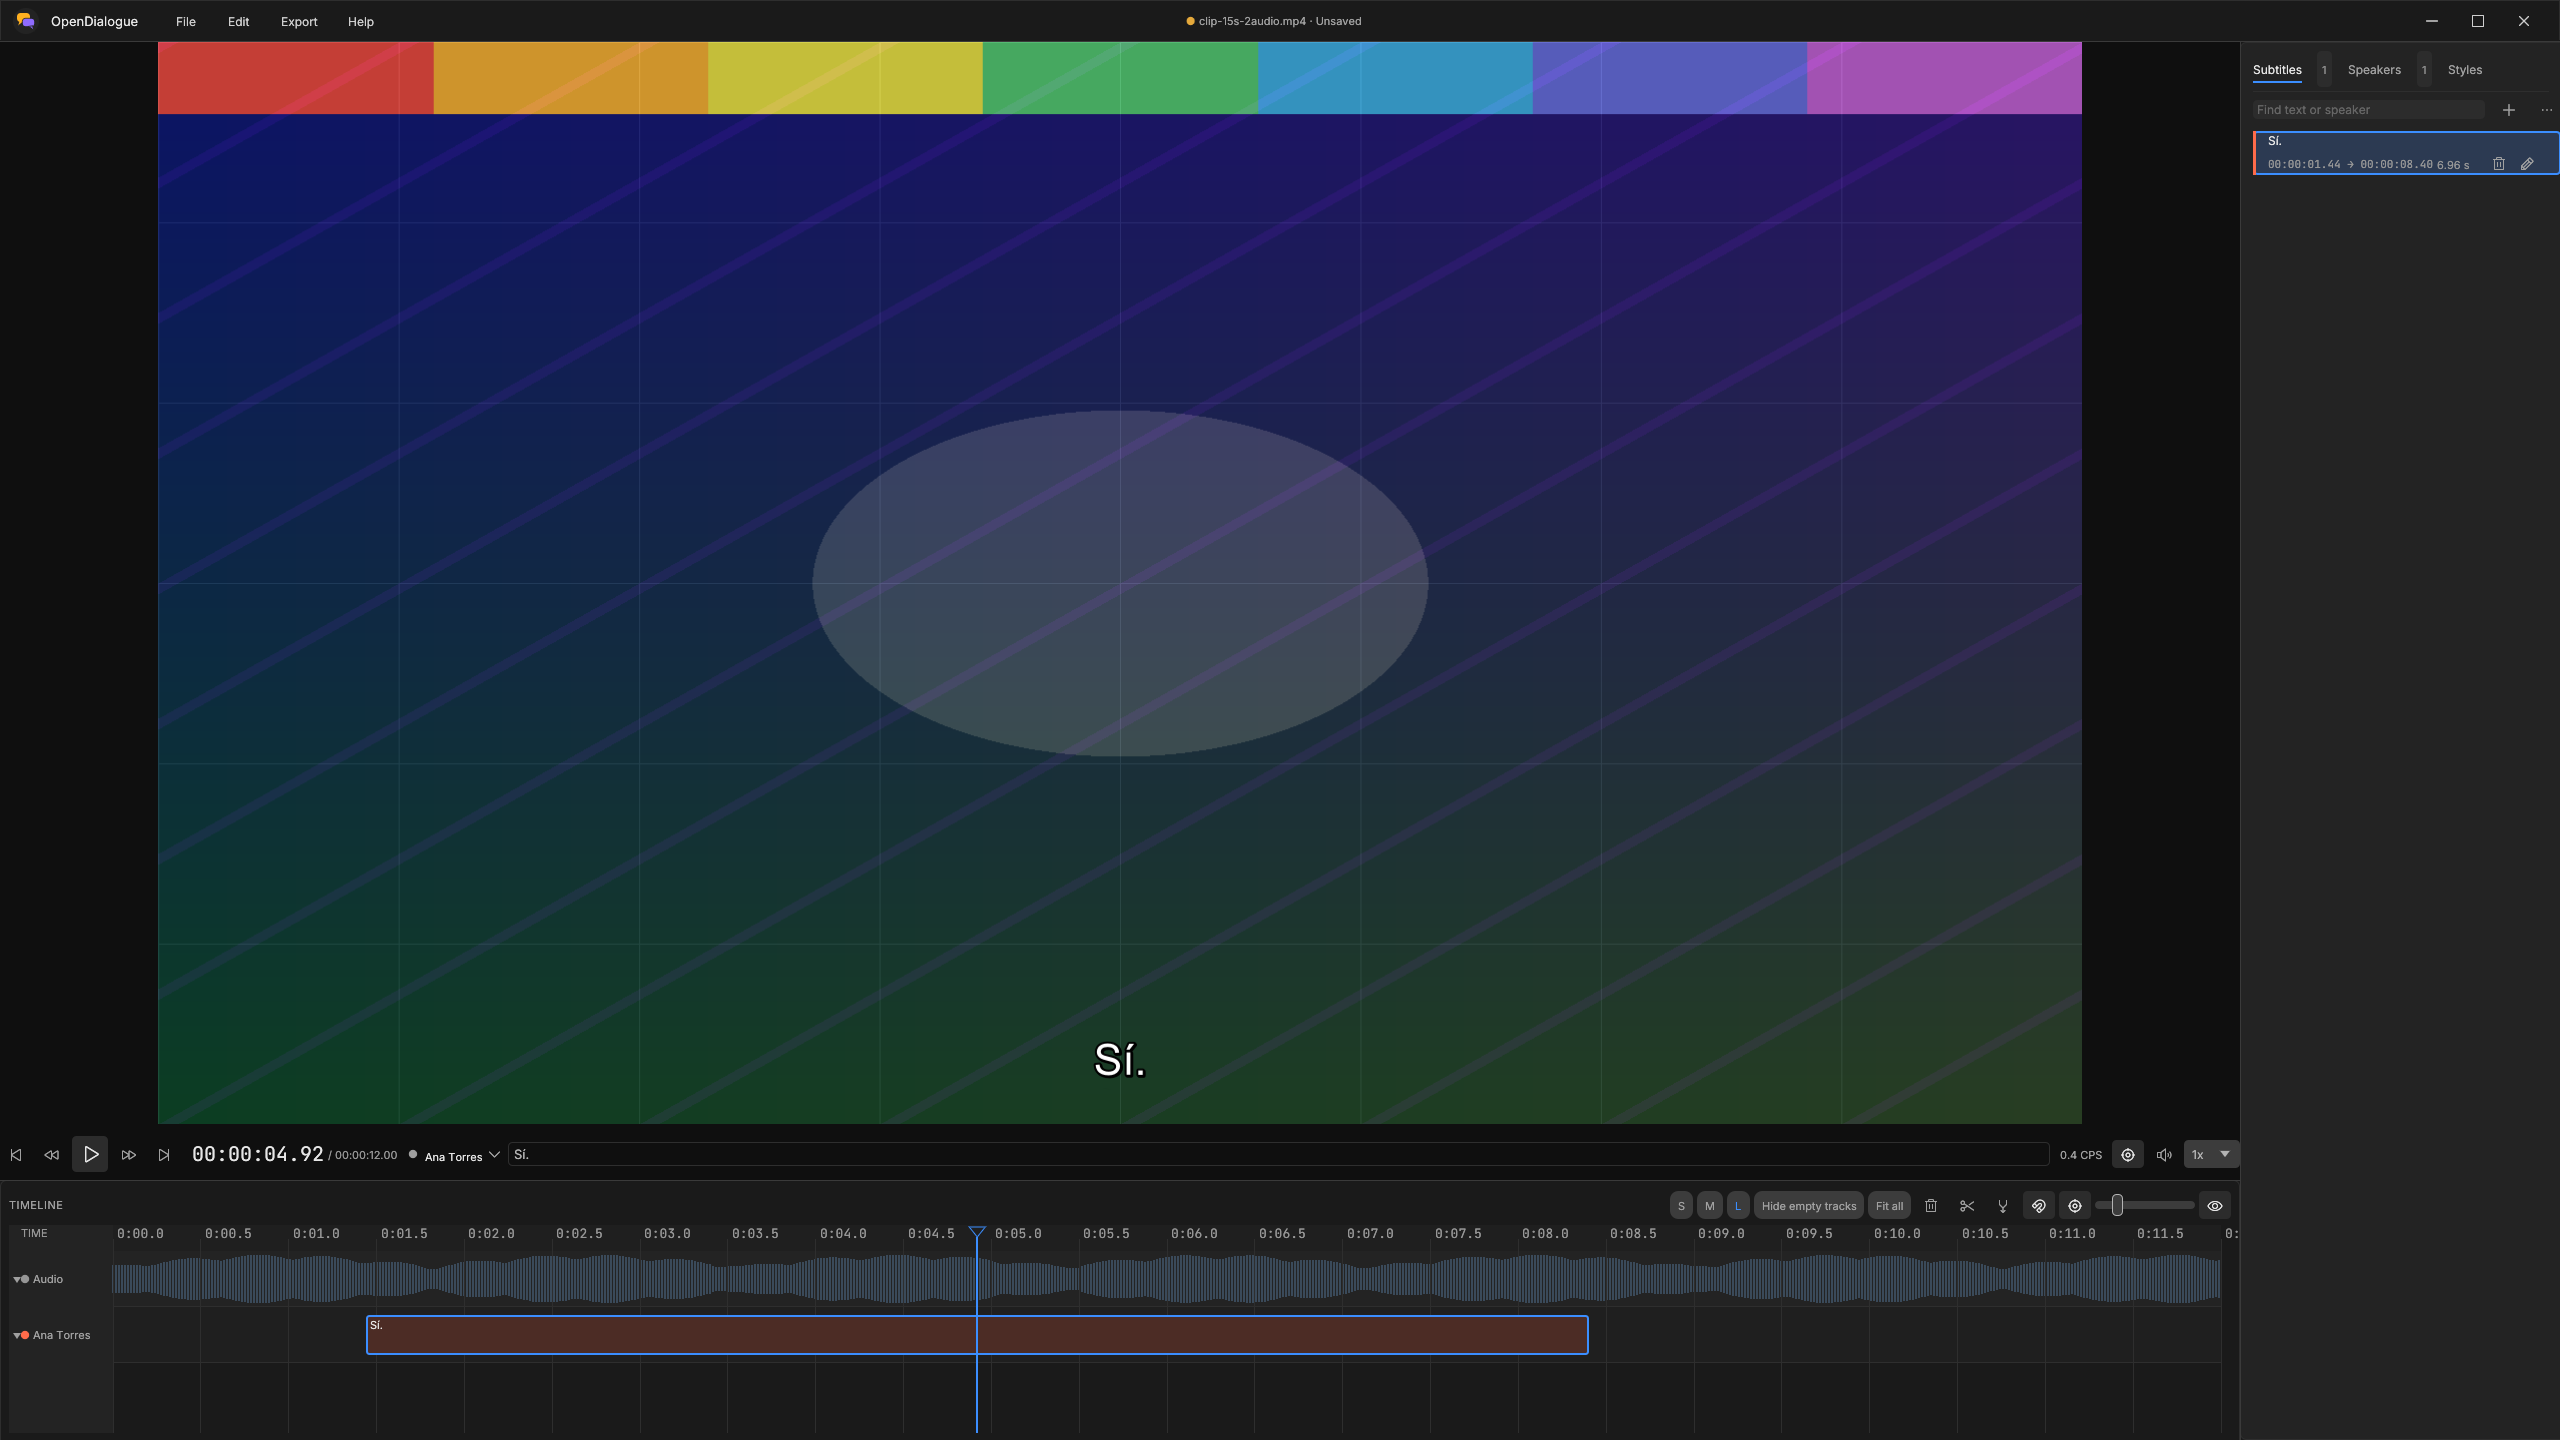 OpenDialogue File Edit Export Help clip-15s-2audio.mp4 · Unsaved
Subtitles 1 Speakers 1 Styles
Find text or speaker
Sí.
00:00:01.44 → 00:00:08.40 6.96 s
Sí.
00:00:04.92 / 00:00:12.00 Ana Torres Sí. 0.4 CPS 1x
TIMELINE S M L Hide empty tracks Fit all
TIME 0:00.0 0:00.5 0:01.0 0:01.5 0:02.0 0:02.5 0:03.0 0:03.5 0:04.0 0:04.5 0:05.0 0:05.5 0:06.0 0:06.5 0:07.0 0:07.5 0:08.0 0:08.5 0:09.0 0:09.5 0:10.0 0:10.5 0:11.0 0:11.5 0:
Audio
Sí.
Ana Torres